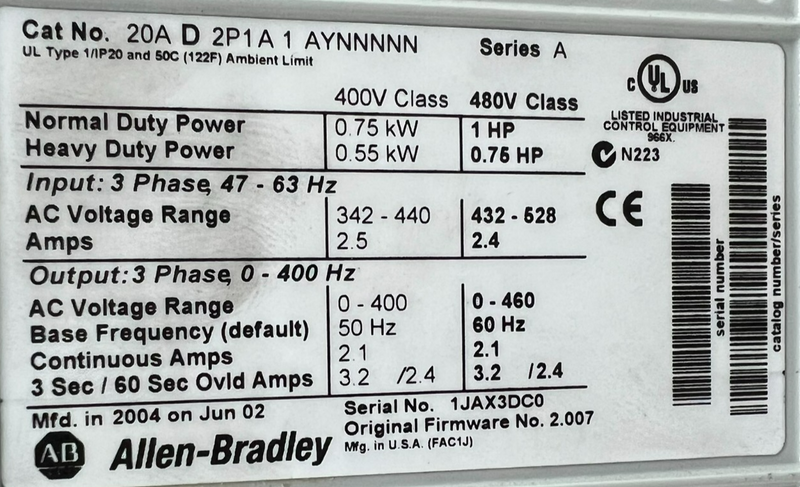 Cat No. 20A D 2P1A 1 AYNNNNN Series A
UL Type 1/IP20 and 50C (122F) Ambient Limit
C UL US
LISTED INDUSTRIAL
CONTROL EQUIPMENT
966X.
N223
CE
400V Class 480V Class
Normal Duty Power 0.75 kW 1 HP
Heavy Duty Power 0.55 kW 0.75 HP
Input: 3 Phase, 47 - 63 Hz
AC Voltage Range 342 - 440 432 - 528
Amps 2.5 2.4
Output: 3 Phase, 0 - 400 Hz
AC Voltage Range 0 - 400 0 - 460
Base Frequency (default) 50 Hz 60 Hz
Continuous Amps 2.1 2.1
3 Sec / 60 Sec Ovld Amps 3.2 /2.4 3.2 /2.4
Mfd. in 2004 on Jun 02
Serial No. 1JAX3DC0
Original Firmware No. 2.007
Mfg. in U.S.A. (FAC1J)
AB Allen-Bradley
serial number
catalog number/series